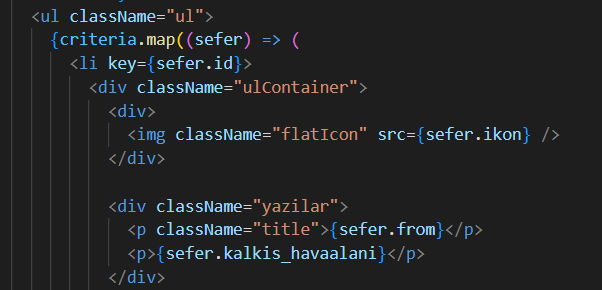 <ul className="ul">
{criteria.map((sefer) => (
<li key={sefer.id}>
<div className="ulContainer">
<div>
<img className="flatIcon" src={sefer.ikon} />
</div>
<div className="yazilar">
<p className="title">{sefer.from}</p>
<p>{sefer.kalkis_havaalani}</p>
</div>